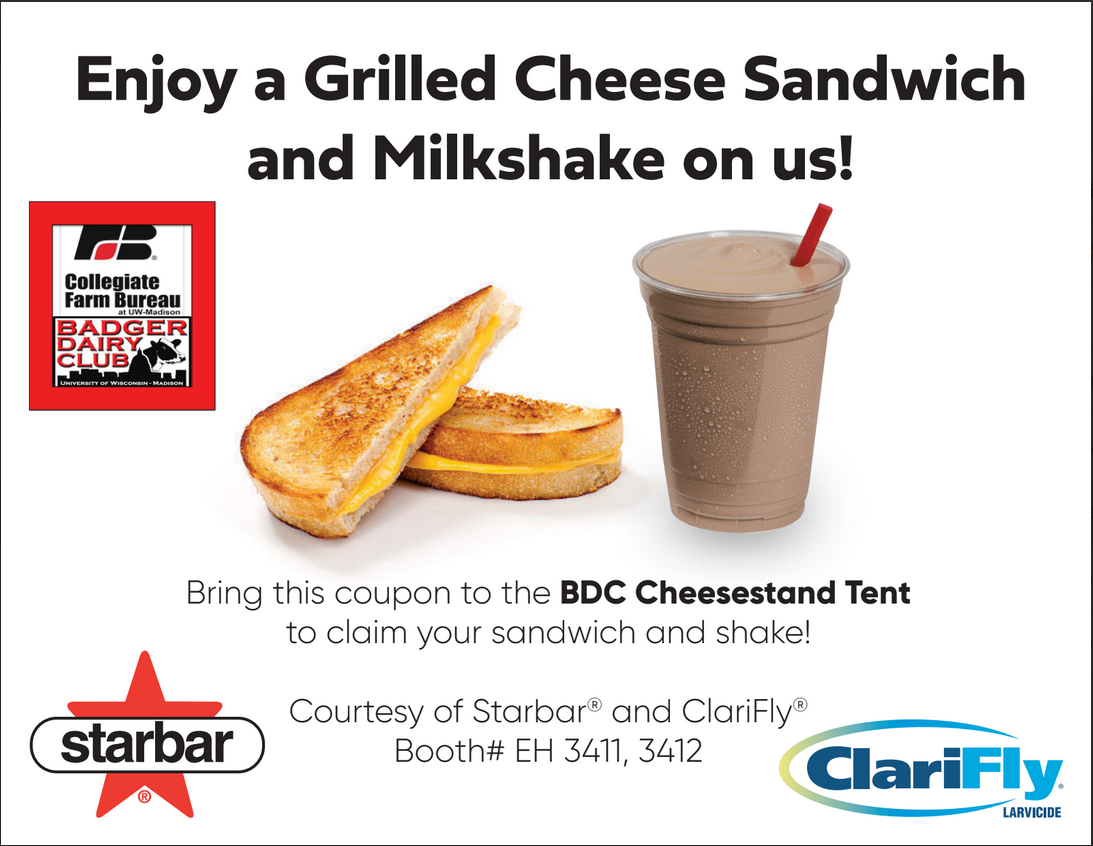 Enjoy a Grilled Cheese Sandwich
and Milkshake on us!
FB®
Collegiate
Farm Bureau
at UW-Madison
BADGER
DAIRY
CLUB
UNIVERSITY OF WISCONSIN - MADISON
Bring this coupon to the BDC Cheesestand Tent
to claim your sandwich and shake!
Courtesy of Starbar® and ClariFly®
Booth# EH 3411, 3412
starbar
®
ClariFly®
LARVICIDE